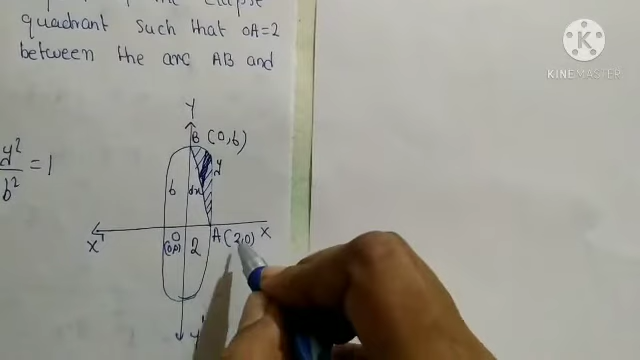 quadrant such that OA=2
between the arc AB and
KINEMASTER
Y
B (0,b)
y² = 1
b²
y
b dx
X' O A(2,0) X
(0,0) 2
Y'